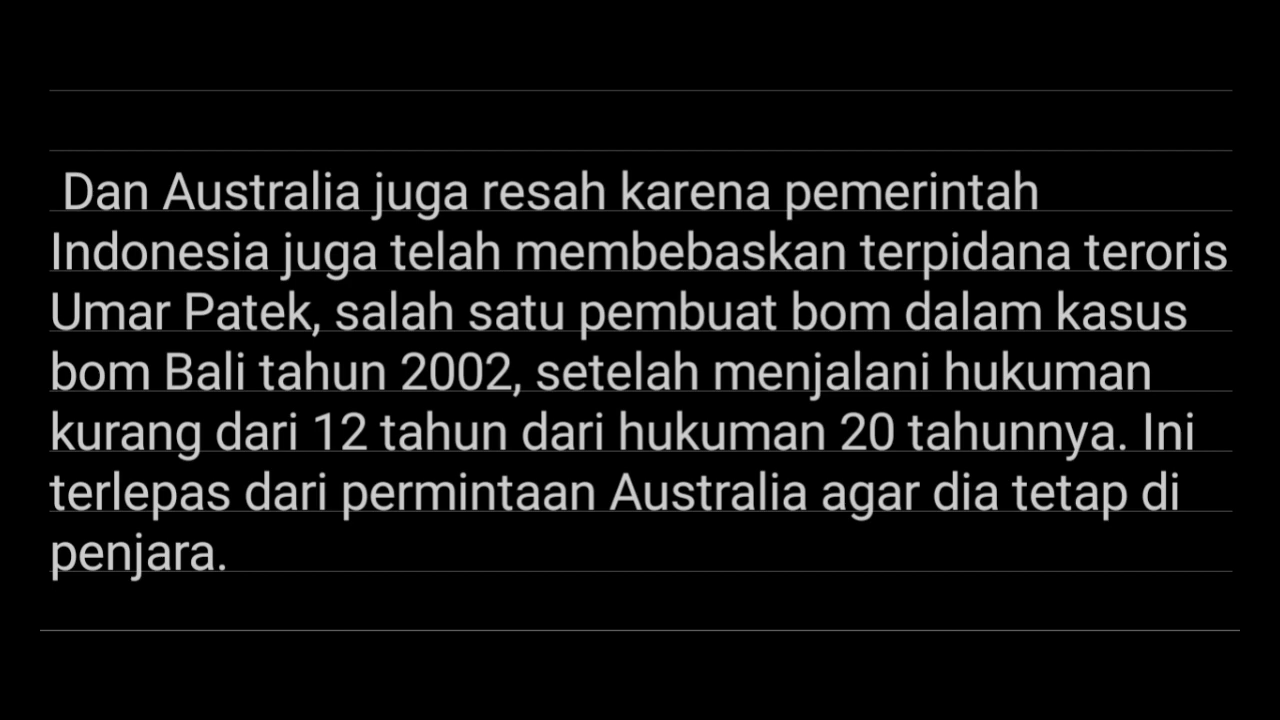 Dan Australia juga resah karena pemerintah
Indonesia juga telah membebaskan terpidana teroris
Umar Patek, salah satu pembuat bom dalam kasus
bom Bali tahun 2002, setelah menjalani hukuman
kurang dari 12 tahun dari hukuman 20 tahunnya. Ini
terlepas dari permintaan Australia agar dia tetap di
penjara.